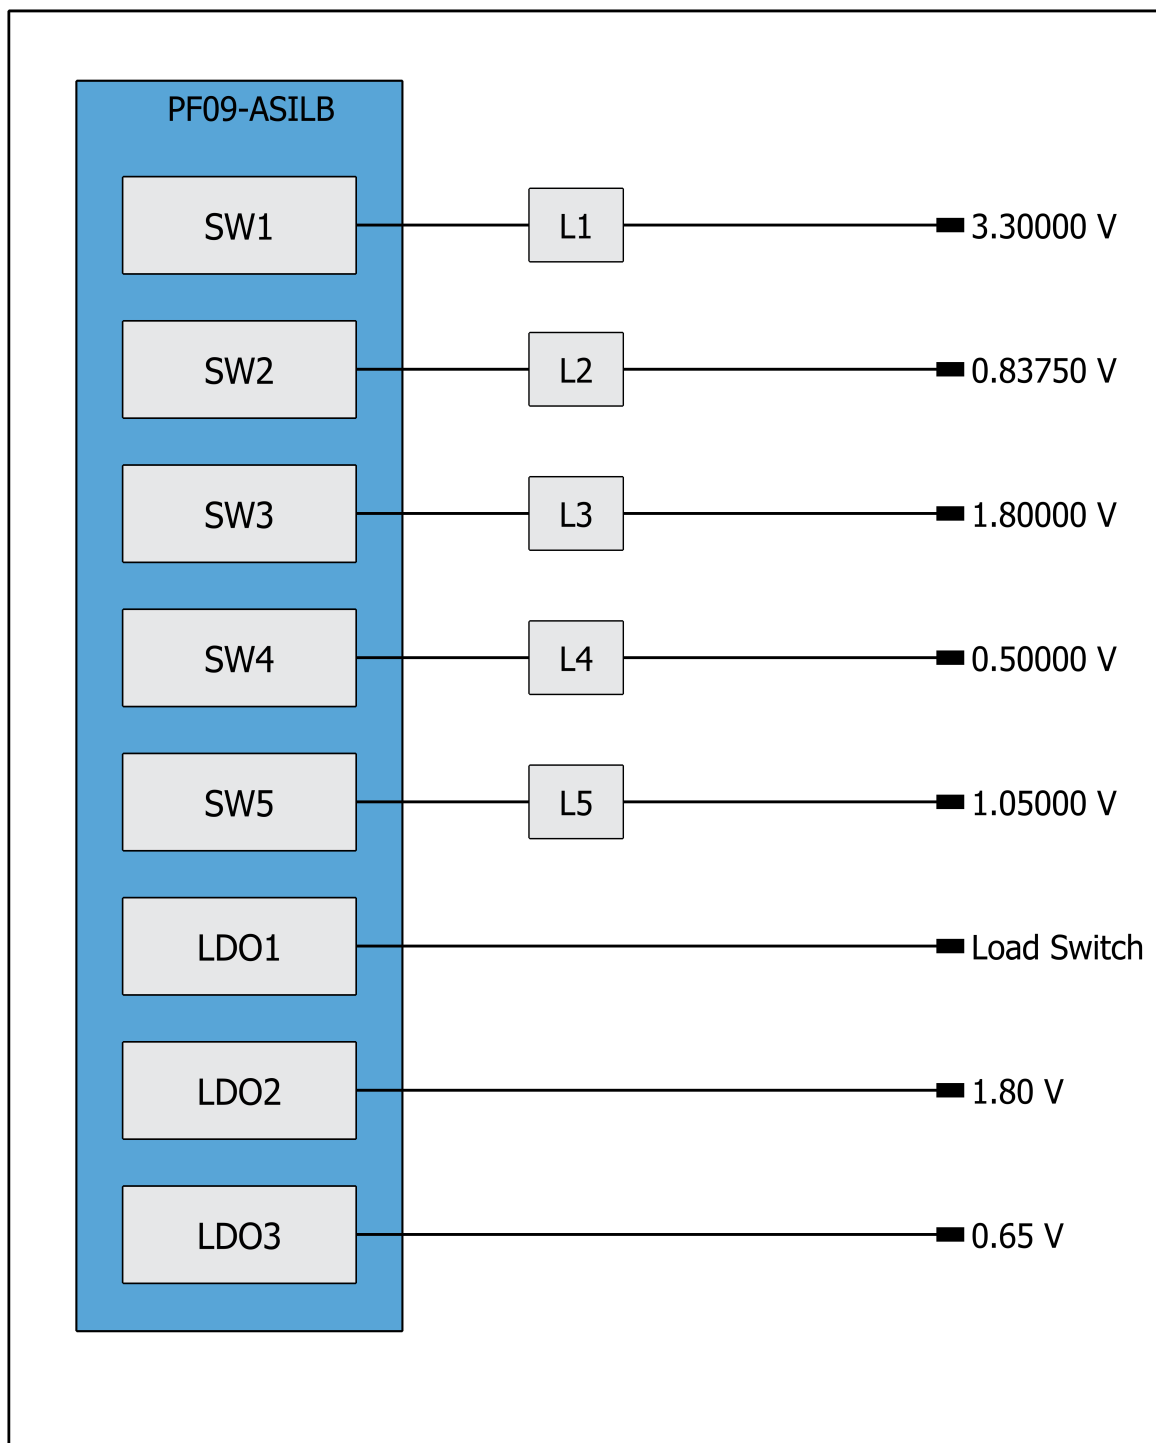 PF09-ASILB
SW1 L1 3.30000 V
SW2 L2 0.83750 V
SW3 L3 1.80000 V
SW4 L4 0.50000 V
SW5 L5 1.05000 V
LDO1 Load Switch
LDO2 1.80 V
LDO3 0.65 V